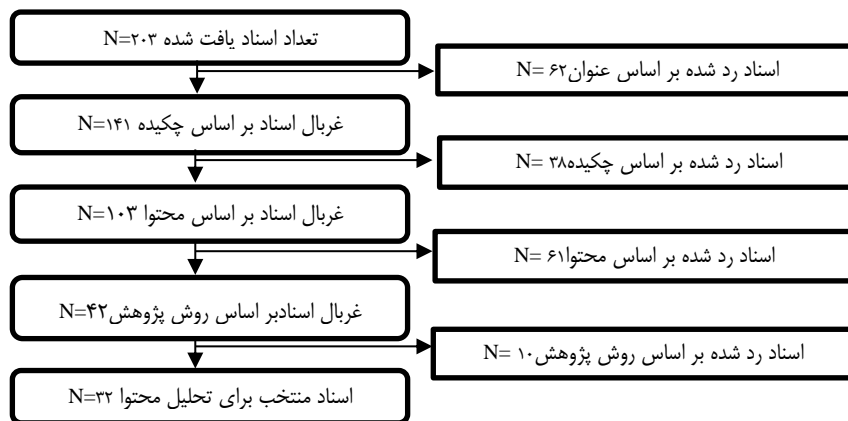 تعداد اسناد یافت شده N=۲۰۳
اسناد رد شده بر اساس عنوان۶۲ =N
غربال اسناد بر اساس چکیده N=۱۴۱
اسناد رد شده بر اساس چکیده۳۸ =N
غربال اسناد بر اساس محتوا N=۱۰۳
اسناد رد شده بر اساس محتوا۶۱ =N
غربال اسنادبر اساس روش پژوهش۴۲=N
اسناد رد شده بر اساس روش پژوهش۱۰ =N
اسناد منتخب برای تحلیل محتوا N=۳۲